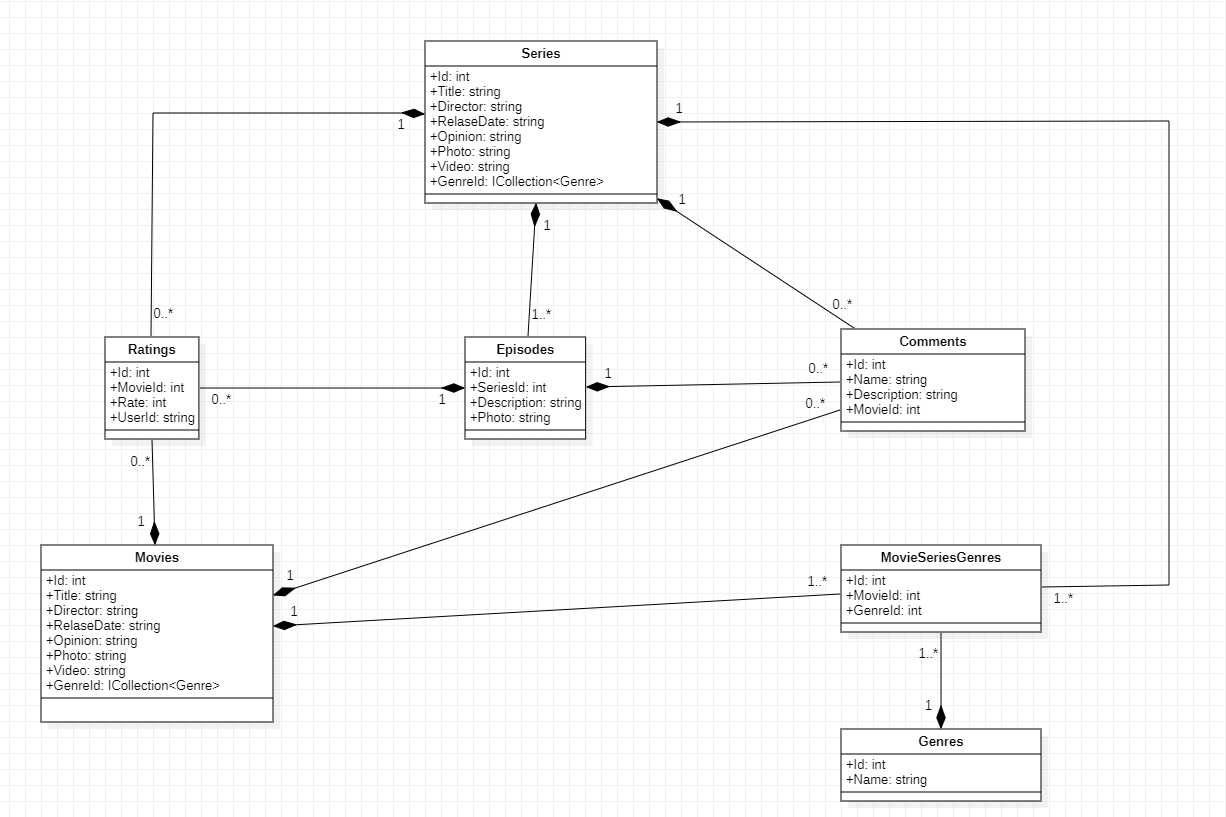 Series
+Id: int
+Title: string
+Director: string
+RelaseDate: string
+Opinion: string
+Photo: string
+Video: string
+GenreId: ICollection<Genre>
1
1
1
1
0..*
1..*
0..*
Ratings
+Id: int
+MovieId: int
+Rate: int
+UserId: string
0..*
1
Episodes
+Id: int
+SeriesId: int
+Description: string
+Photo: string
1
0..*
0..*
Comments
+Id: int
+Name: string
+Description: string
+MovieId: int
0..*
1
Movies
+Id: int
+Title: string
+Director: string
+RelaseDate: string
+Opinion: string
+Photo: string
+Video: string
+GenreId: ICollection<Genre>
1
1
1..*
MovieSeriesGenres
+Id: int
+MovieId: int
+GenreId: int
1..*
1..*
1
Genres
+Id: int
+Name: string